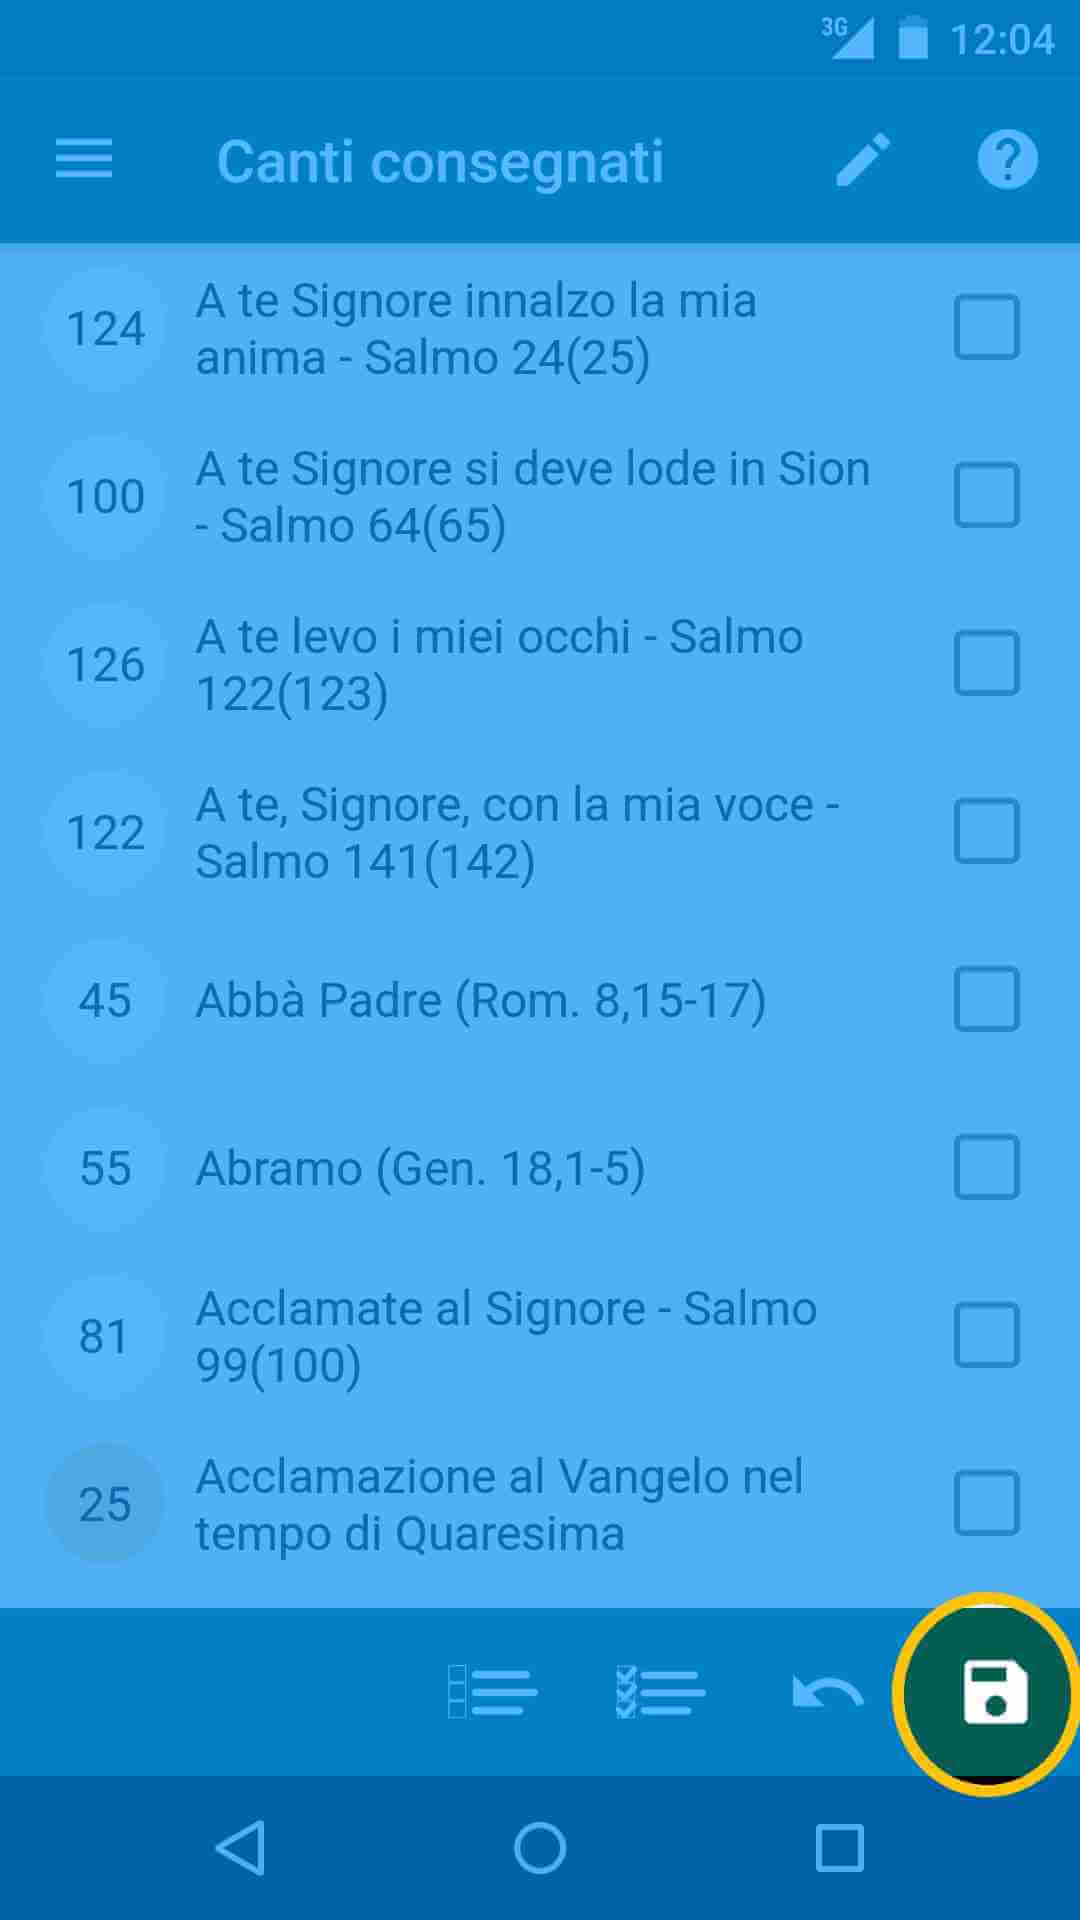 3G 12:04
Canti consegnati ?
124 A te Signore innalzo la mia
anima - Salmo 24(25)
100 A te Signore si deve lode in Sion
- Salmo 64(65)
126 A te levo i miei occhi - Salmo
122(123)
122 A te, Signore, con la mia voce -
Salmo 141(142)
45 Abbà Padre (Rom. 8,15-17)
55 Abramo (Gen. 18,1-5)
81 Acclamate al Signore - Salmo
99(100)
25 Acclamazione al Vangelo nel
tempo di Quaresima